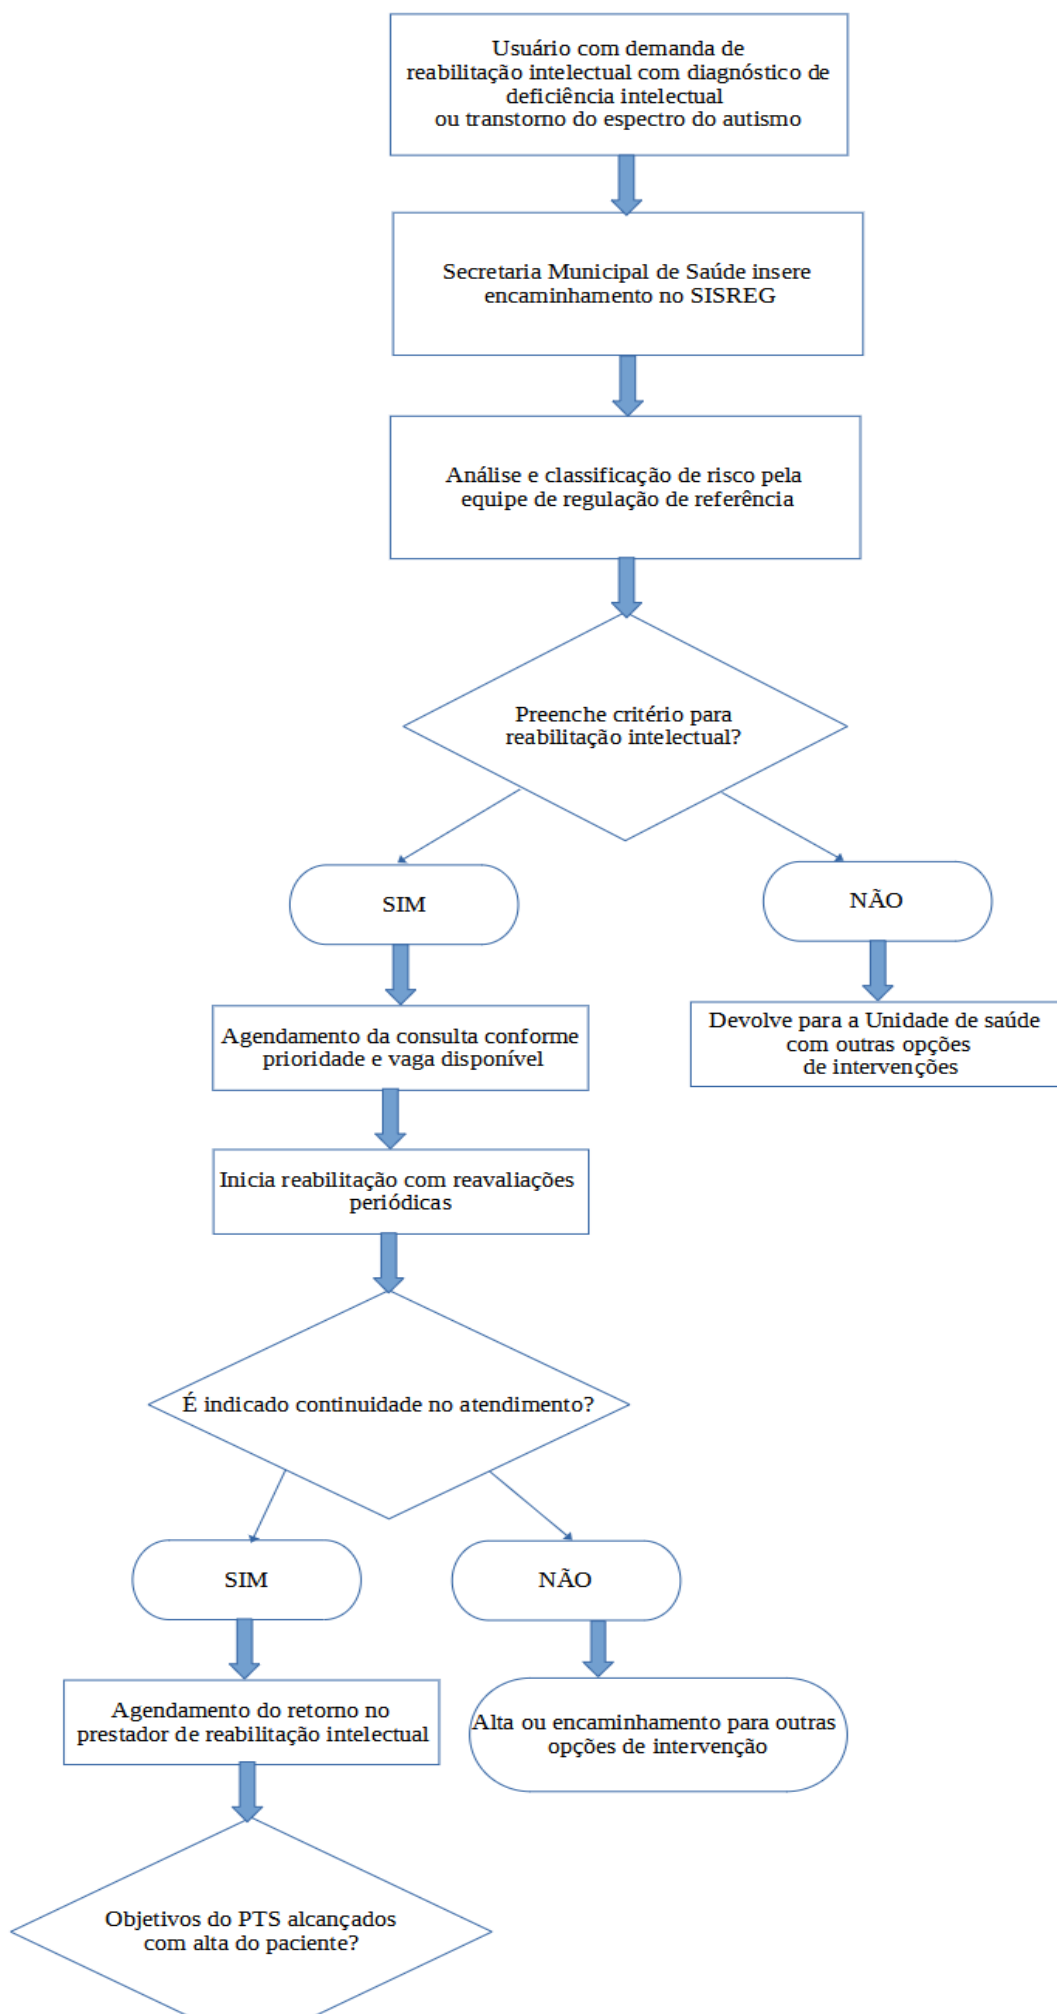 Usuário com demanda de
reabilitação intelectual com diagnóstico de
deficiência intelectual
ou transtorno do espectro do autismo
Secretaria Municipal de Saúde insere
encaminhamento no SISREG
Análise e classificação de risco pela
equipe de regulação de referência
Preenche critério para
reabilitação intelectual?
SIM
NÃO
Agendamento da consulta conforme
prioridade e vaga disponível
Devolve para a Unidade de saúde
com outras opções
de intervenções
Inicia reabilitação com reavaliações
periódicas
É indicado continuidade no atendimento?
SIM
NÃO
Agendamento do retorno no
prestador de reabilitação intelectual
Alta ou encaminhamento para outras
opções de intervenção
Objetivos do PTS alcançados
com alta do paciente?